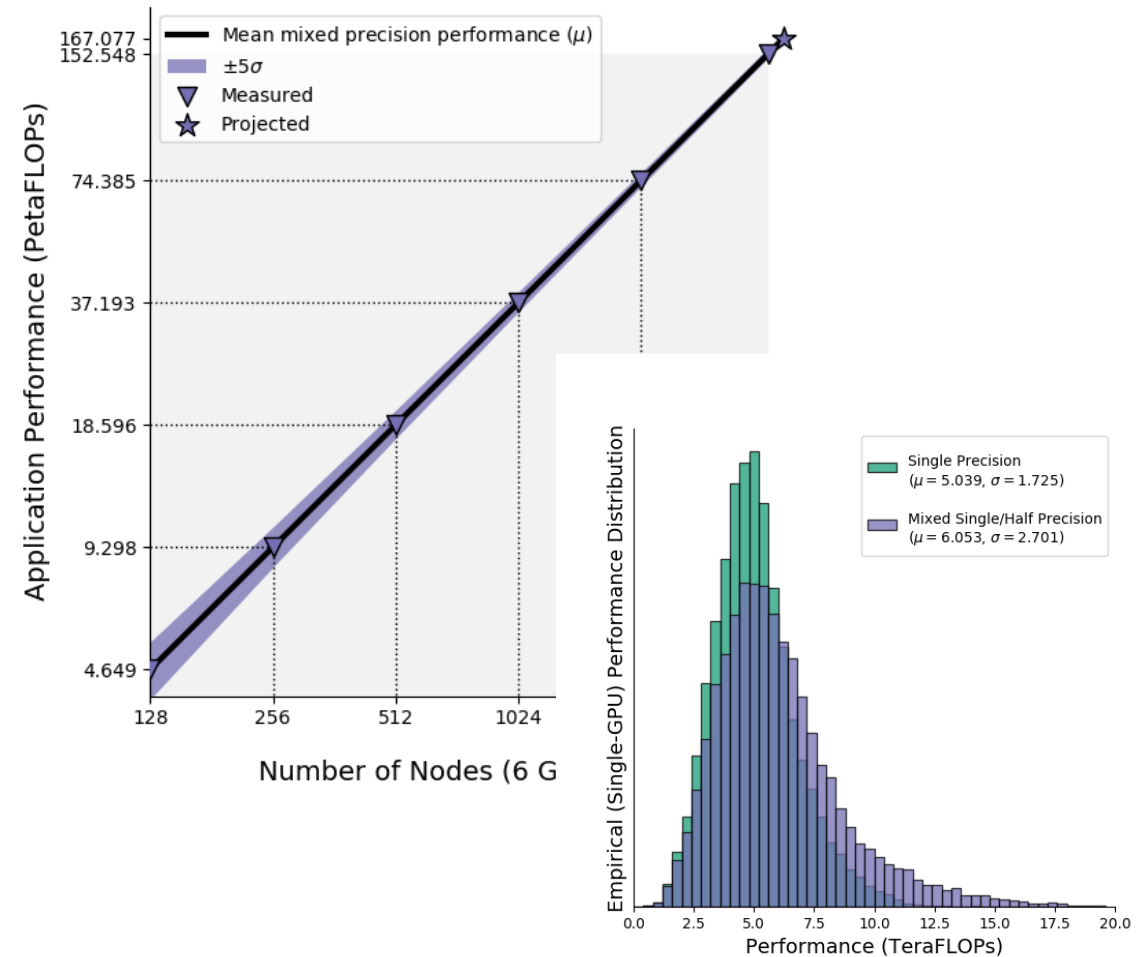 Application Performance (PetaFLOPs)
167.077
152.548
74.385
37.193
18.596
9.298
4.649
Mean mixed precision performance (μ)
±5σ
Measured
Projected
128
256
512
1024
Number of Nodes (6 G
Empirical (Single-GPU) Performance Distribution
Single Precision
(μ = 5.039, σ = 1.725)
Mixed Single/Half Precision
(μ = 6.053, σ = 2.701)
0.0
2.5
5.0
7.5
10.0
12.5
15.0
17.5
20.0
Performance (TeraFLOPs)